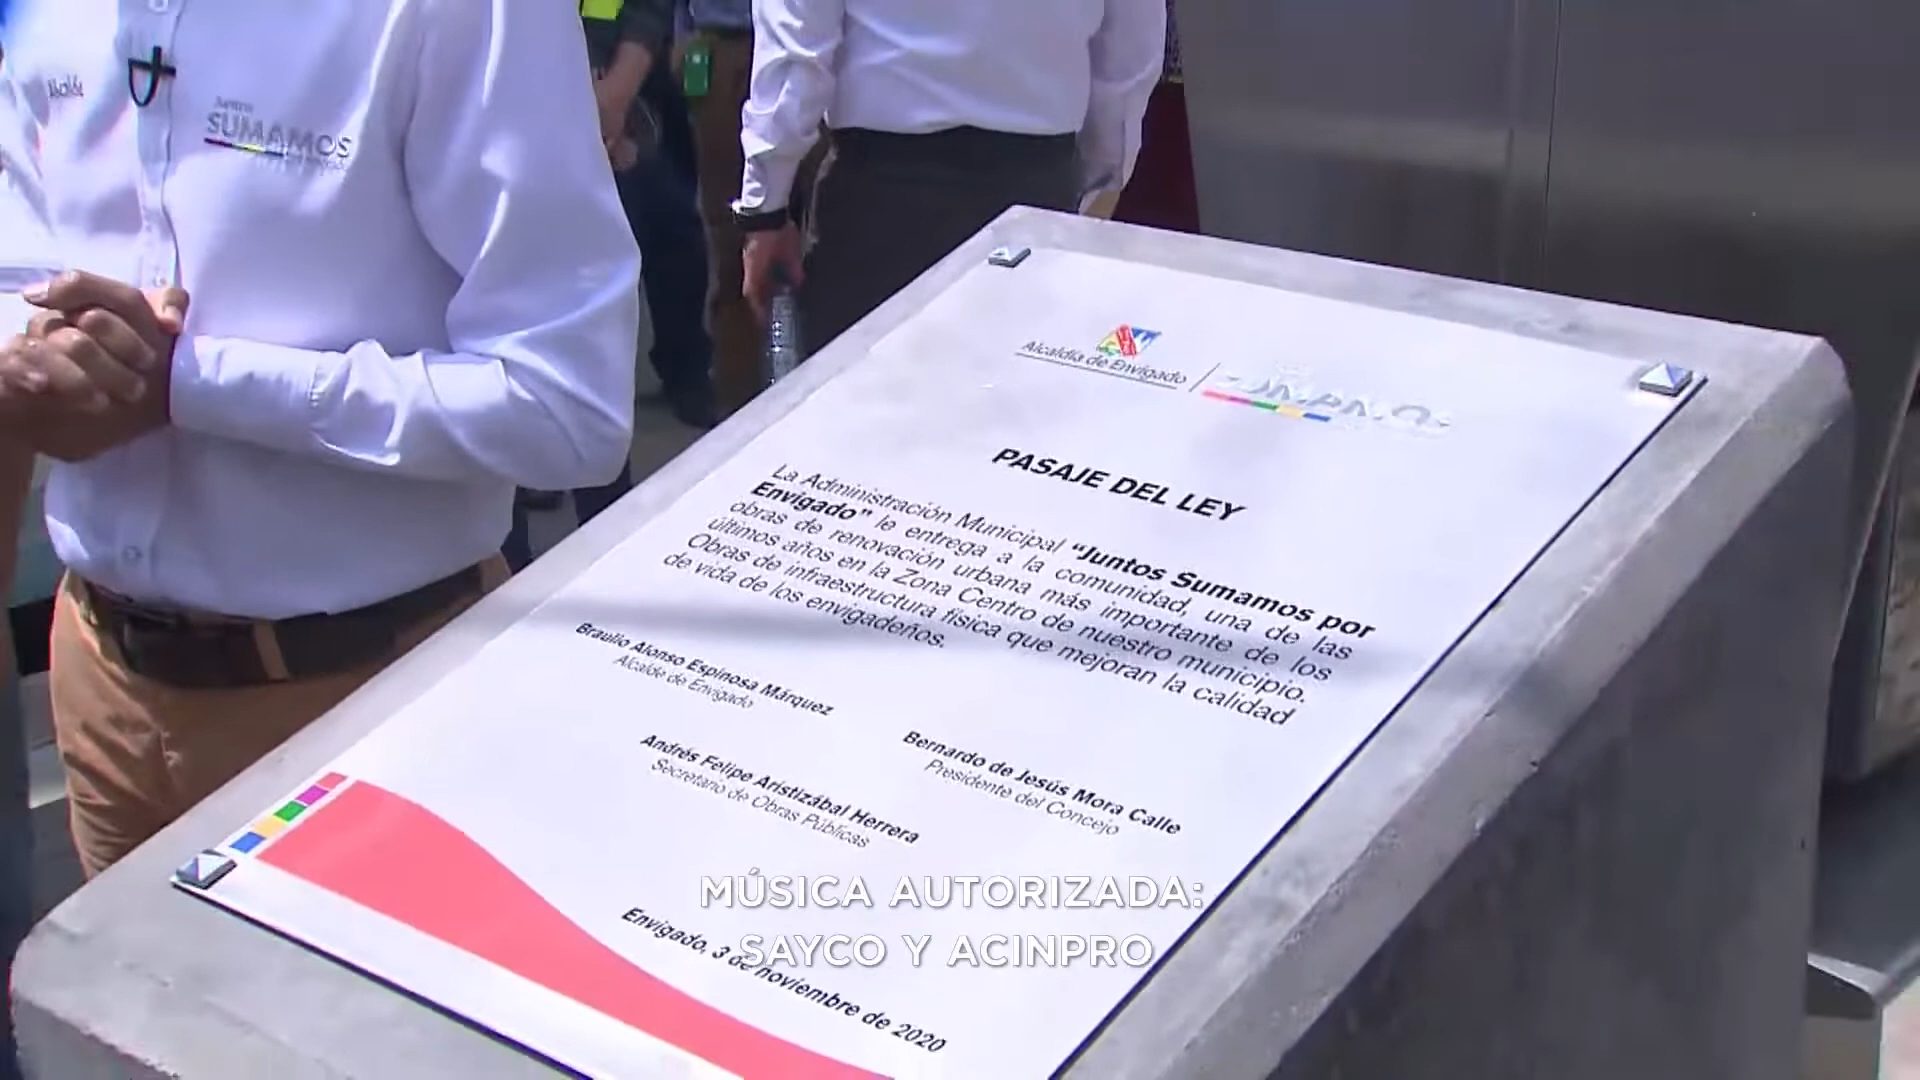 Juntos
SUMAMOS
Alcaldía de Envigado
SUMAMOS
PASAJE DEL LEY
La Administración Municipal "Juntos Sumamos por
Envigado" le entrega a la comunidad, una de las
obras de renovación urbana más importante de los
últimos años en la Zona Centro de nuestro municipio.
Obras de infraestructura física que mejoran la calidad
de vida de los envigadeños.
Braulio Alonso Espinosa Márquez
Alcalde de Envigado
Bernardo de Jesús Mora Calle
Presidente del Concejo
Andrés Felipe Aristizábal Herrera
Secretario de Obras Públicas
Envigado, 3 de noviembre de 2020
MÚSICA AUTORIZADA:
SAYCO Y ACINPRO